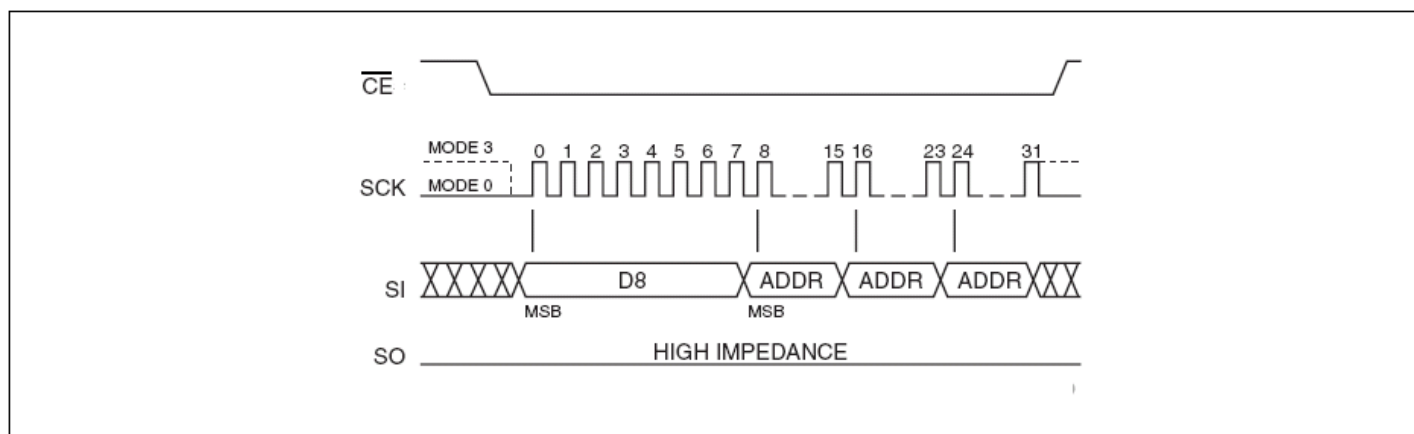 CE
MODE 3
0 1 2 3 4 5 6 7 8 15 16 23 24 31
SCK
MODE 0
SI
D8 ADDR ADDR ADDR
MSB MSB
SO
HIGH IMPEDANCE